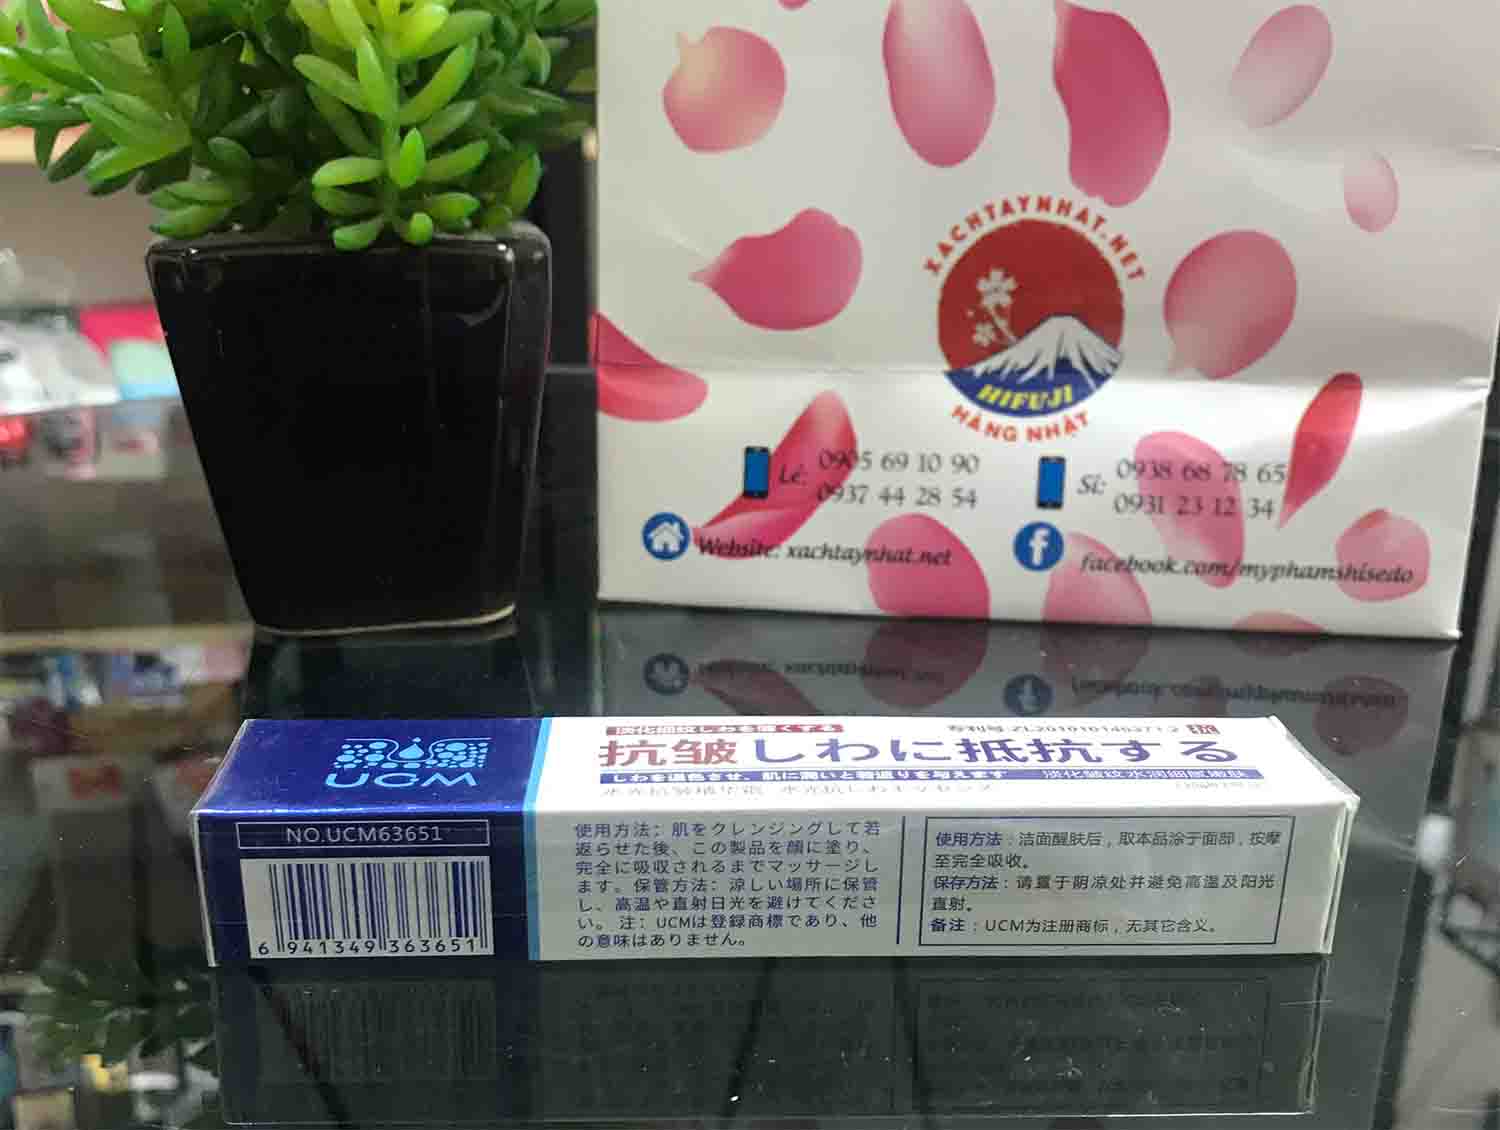 XACHTAYNHAT.NET
HIFUJI
HÀNG NHẬT
Lẻ: 0905 69 10 90
0937 44 28 54
Sỉ: 0938 68 78 65
0931 23 12 34
Website: xachtaynhat.net
facebook.com/myphamshisedo
UCM
抗皱しわに抵抗する
しわを退色させ、肌に潤いと若返りを与えます 淡化皱纹水润细腻嫩肤
NO.UCM63651
6 941349 363651
使用方法：肌をクレンジングして若
返らせた後、この製品を顔に塗り、
完全に吸収されるまでマッサージし
ます。保管方法：涼しい場所に保管
し、高温や直射日光を避けてくださ
い。注：UCMは登録商標であり、他
の意味はありません。
使用方法：洁面醒肤后，取本品涂于面部，按摩
至完全吸收。
保存方法：请置于阴凉处并避免高温及阳光
直射。
备注：UCM为注册商标，无其它含义。